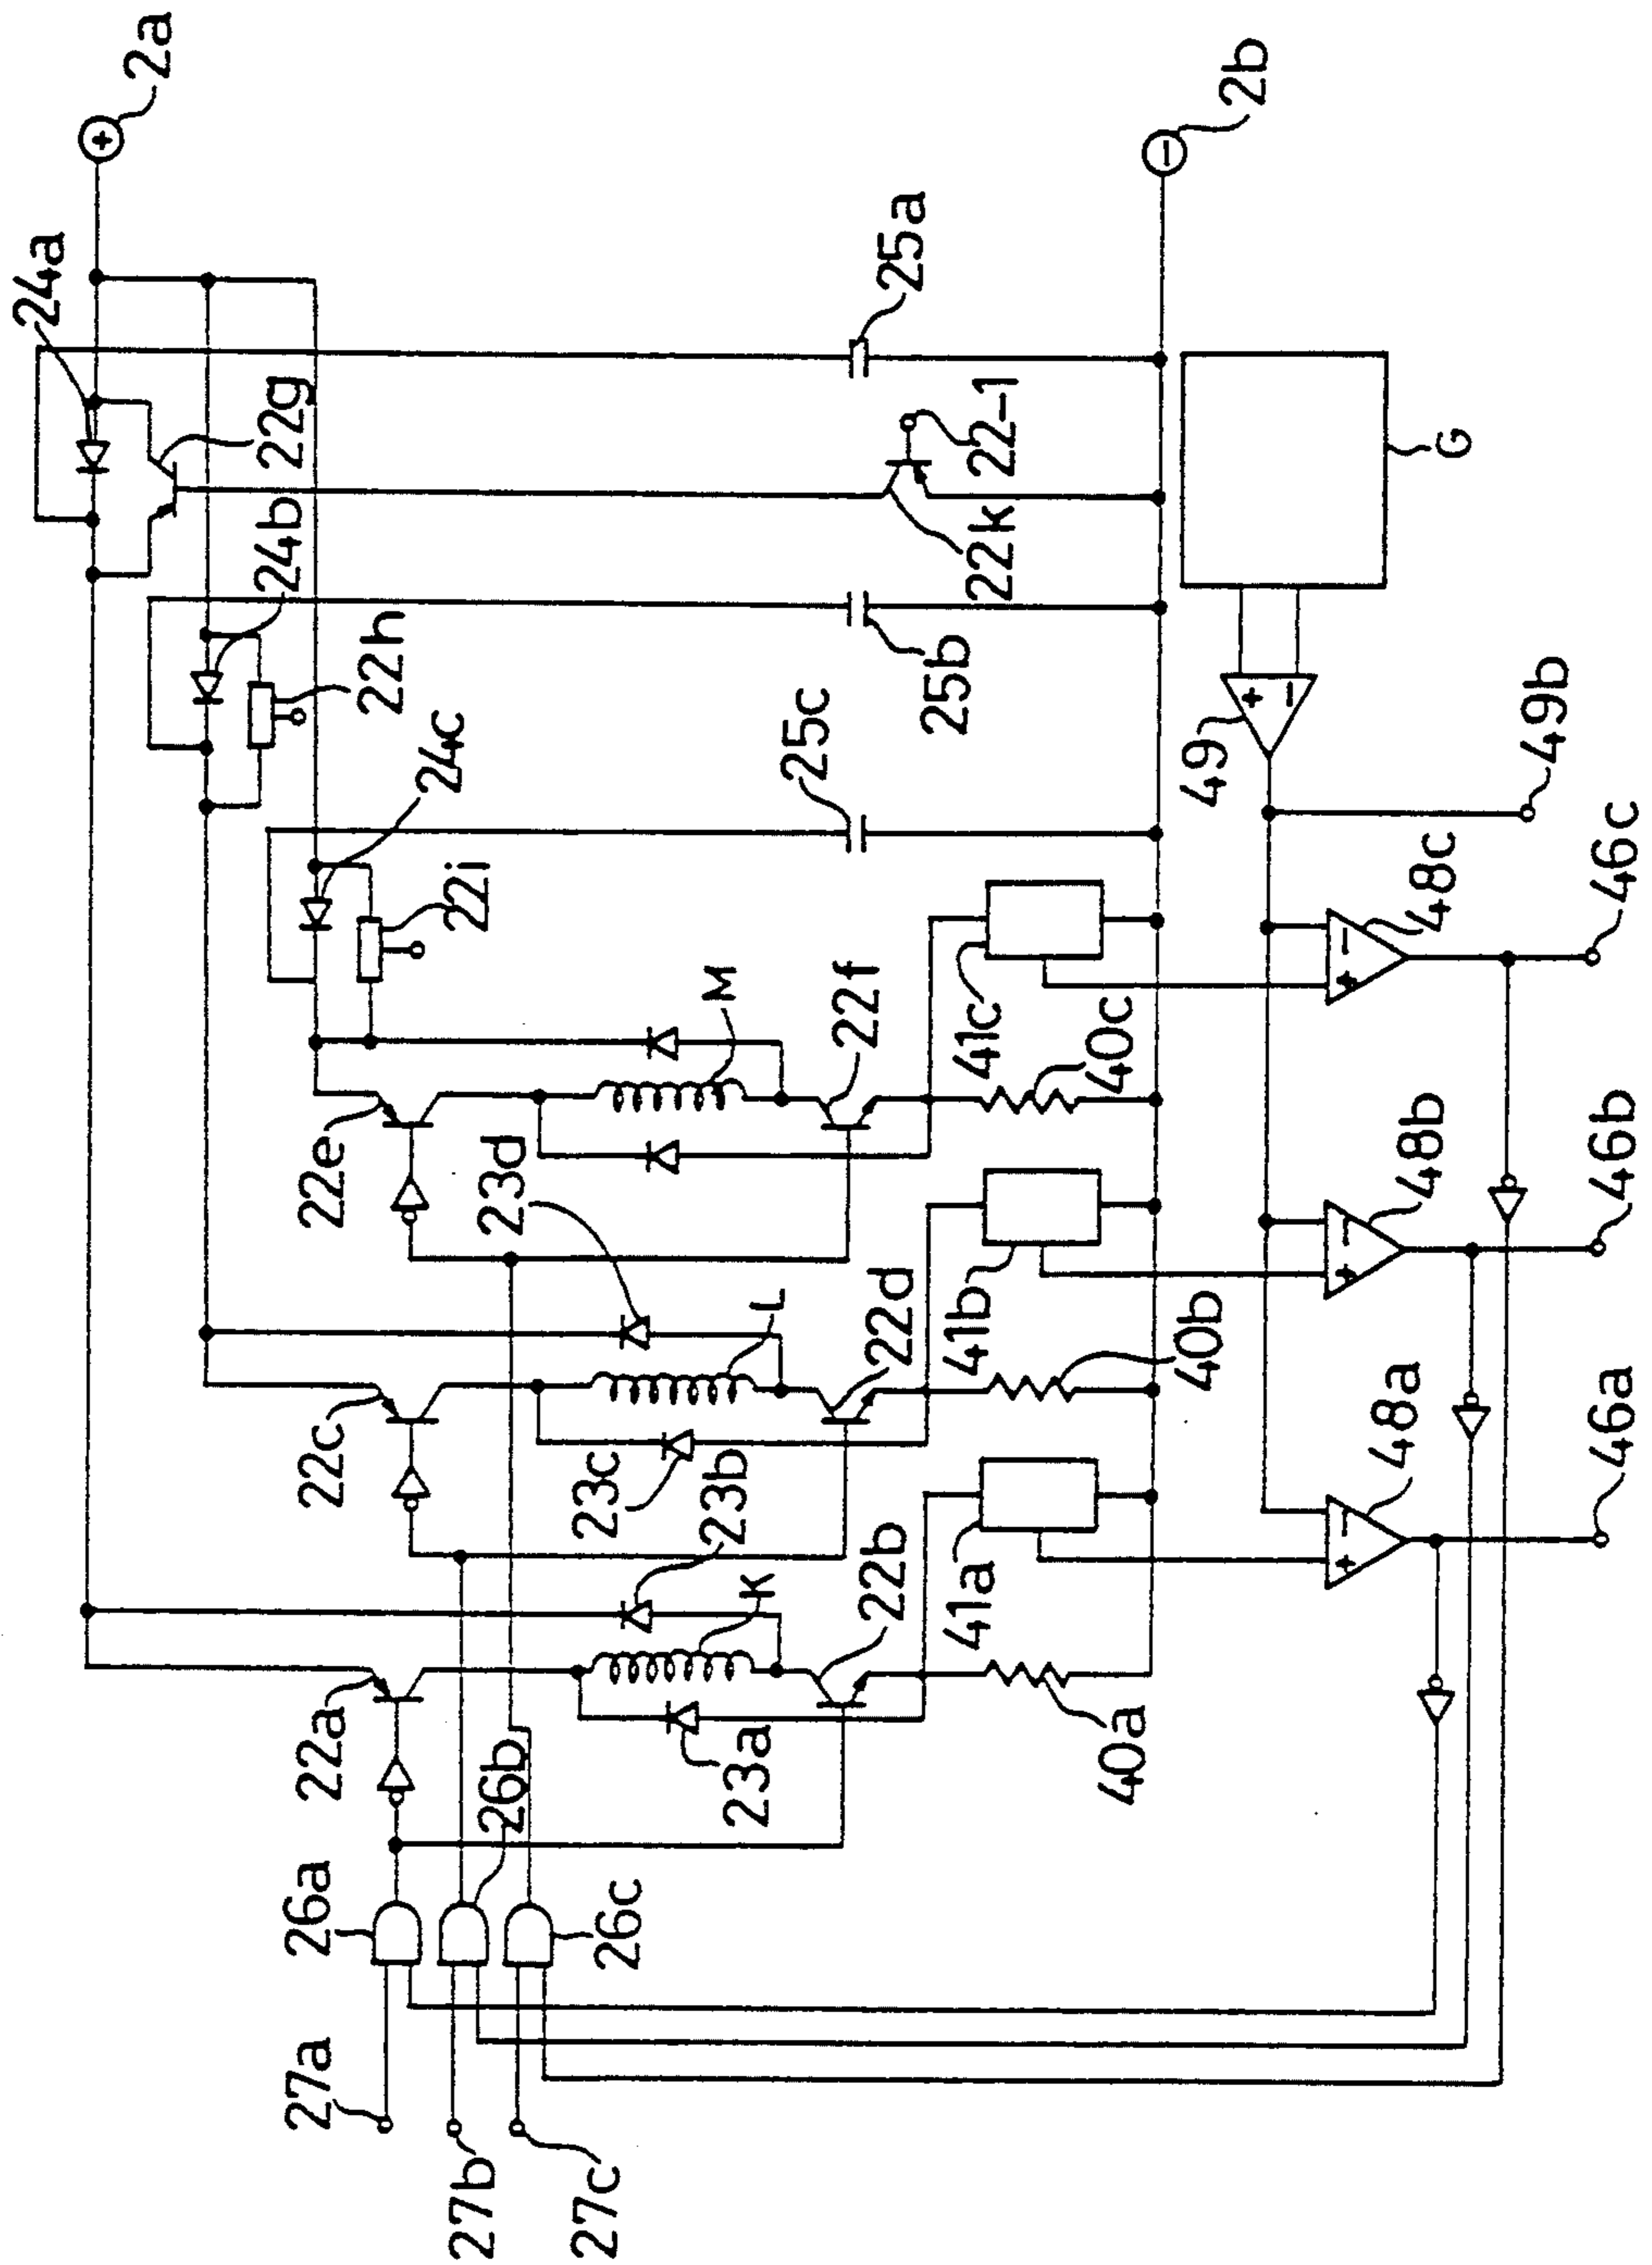 2a
24a
22g
24b
22h
24c
22i
25a
22-1
22k
25b
25c
2b
G
49
49b
22e
M
22f
41c
40c
48c
46c
23d
22c
L
22d
41b
40b
48b
46b
23c
23b
22a
K
22b
41a
40a
48a
46a
23a
26a
26b
26c
27a
27b
27c
+
−
+
−
−
+
−
+
−
+